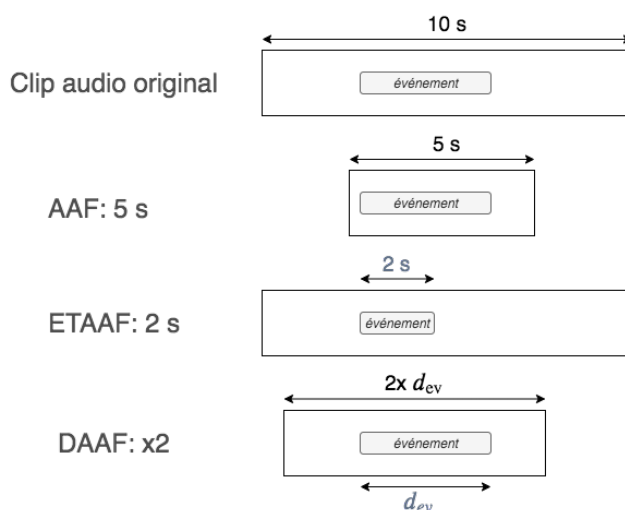 10 s
Clip audio original
événement
5 s
AAF: 5 s
événement
2 s
ETAAF: 2 s
événement
2x d_ev
DAAF: x2
événement
d_ev